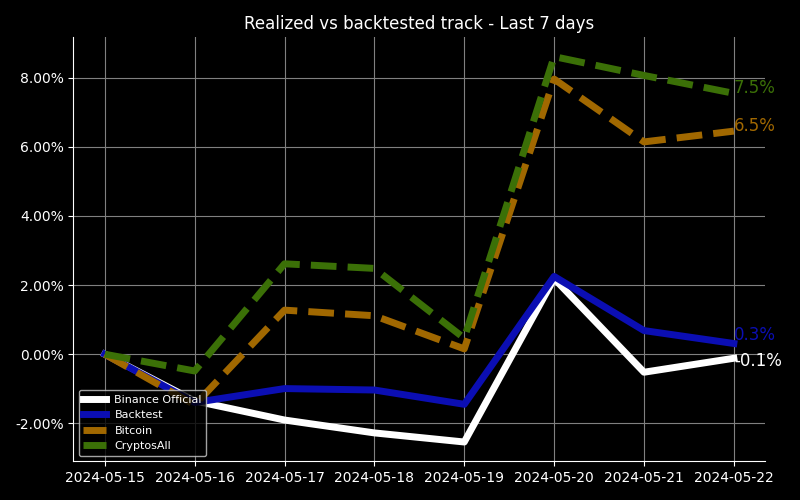 Realized vs backtested track - Last 7 days
8.00%
6.00%
4.00%
2.00%
0.00%
-2.00%
7.5%
6.5%
0.3%
-0.1%
Binance Offical
Backtest
Bitcoin
CryptosAll
2024-05-15 2024-05-16 2024-05-17 2024-05-18 2024-05-19 2024-05-20 2024-05-21 2024-05-22